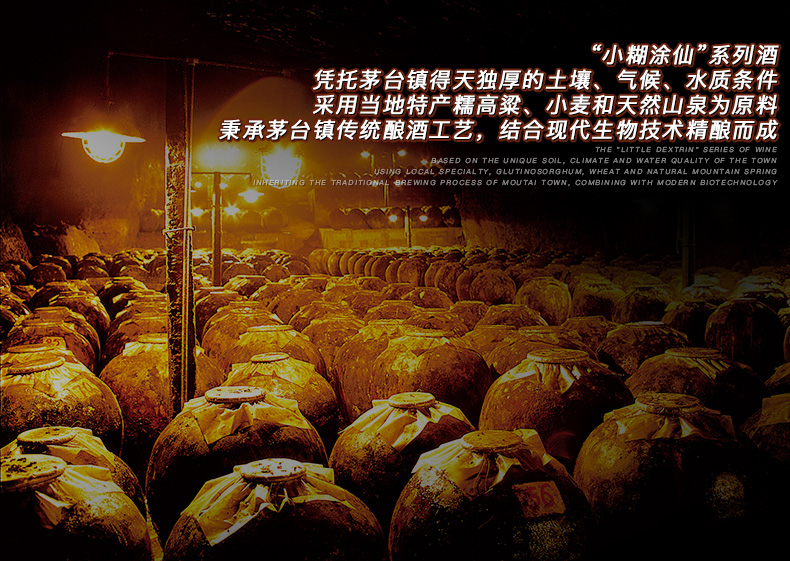 “小糊涂仙”系列酒
凭托茅台镇得天独厚的土壤、气候、水质条件
采用当地特产糯高粱、小麦和天然山泉为原料
秉承茅台镇传统酿酒工艺，结合现代生物技术精酿而成
THE "LITTLE DEXTRIN" SERIES OF WINE
BASED ON THE UNIQUE SOIL, CLIMATE AND WATER QUALITY OF THE TOWN
USING LOCAL SPECIALTY, GLUTINOSORGHUM, WHEAT AND NATURAL MOUNTAIN SPRING
INHERITING THE TRADITIONAL BREWING PROCESS OF MOUTAI TOWN, COMBINING WITH MODERN BIOTECHNOLOGY